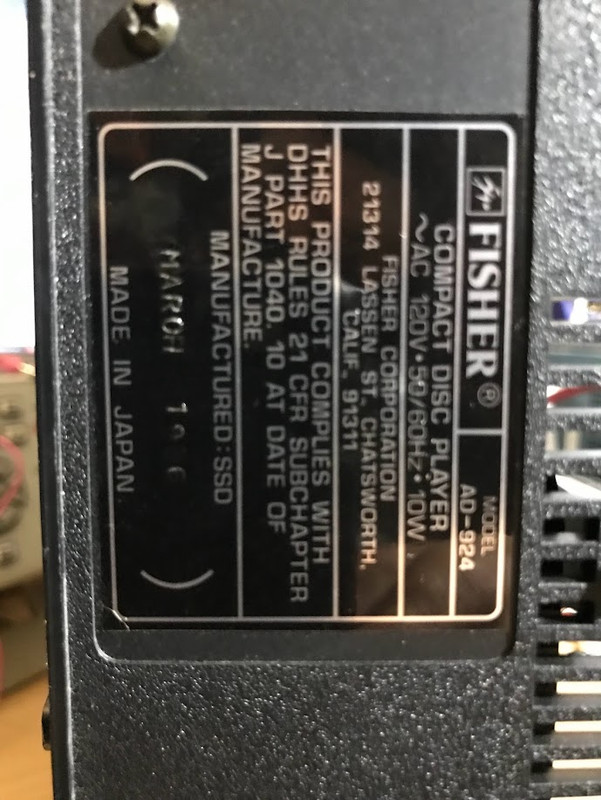 FISHER®
MODEL
AD-924
COMPACT DISC PLAYER
~AC 120V•50/60Hz•10W
FISHER CORPORATION
21314 LASSEN ST. CHATSWORTH,
CALIF., 91311
THIS PRODUCT COMPLIES WITH
DHHS RULES 21 CFR SUBCHAPTER
J PART 1040. 10 AT DATE OF
MANUFACTURE.
MANUFACTURED:SSD
( MARCH )
MADE IN JAPAN